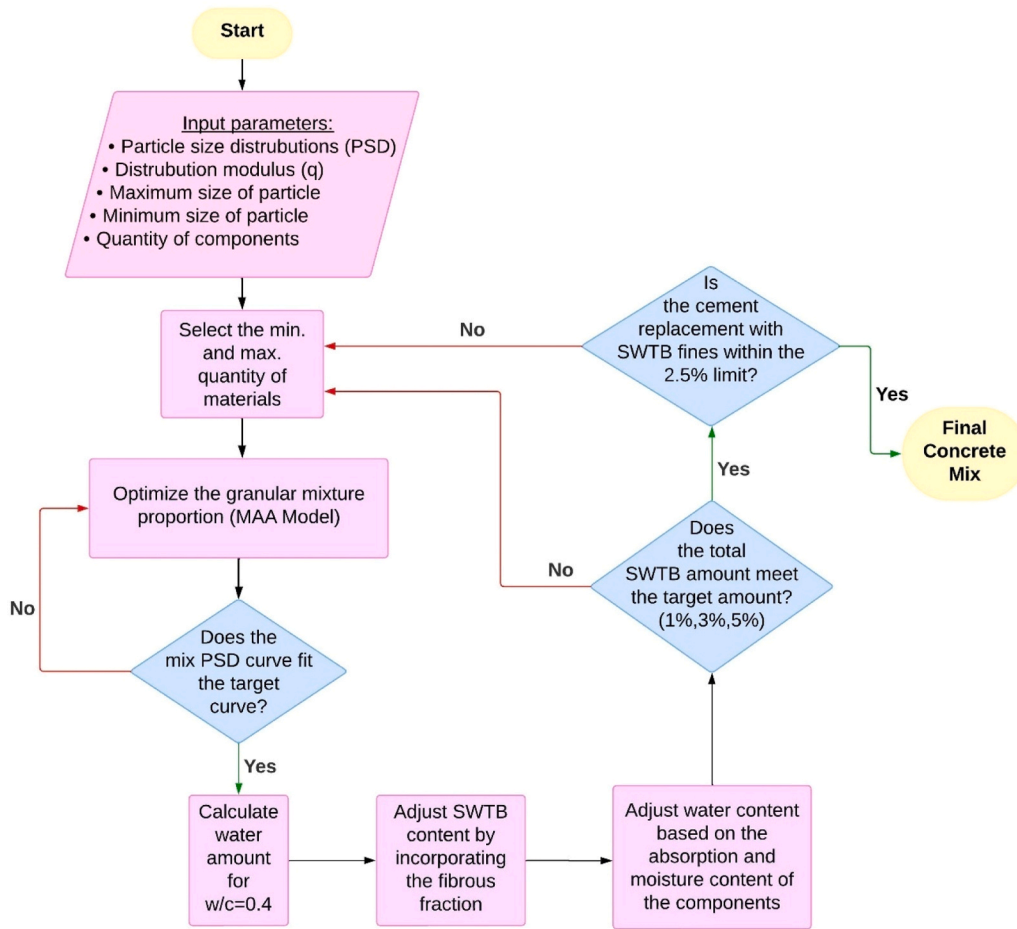 Start
Input parameters:
• Particle size distrubutions (PSD)
• Distrubution modulus (q)
• Maximum size of particle
• Minimum size of particle
• Quantity of components
Select the min.
and max.
quantity of
materials
Optimize the granular mixture
proportion (MAA Model)
No
Does the
mix PSD curve fit
the target
curve?
Yes
Calculate
water
amount
for
w/c=0.4
Adjust SWTB
content by
incorporating
the fibrous
fraction
Adjust water content
based on the
absorption and
moisture content of
the components
Does
the total
SWTB amount meet
the target amount?
(1%,3%,5%)
No
Yes
Is
the cement
replacement with
SWTB fines within the
2.5% limit?
No
Yes
Final
Concrete
Mix